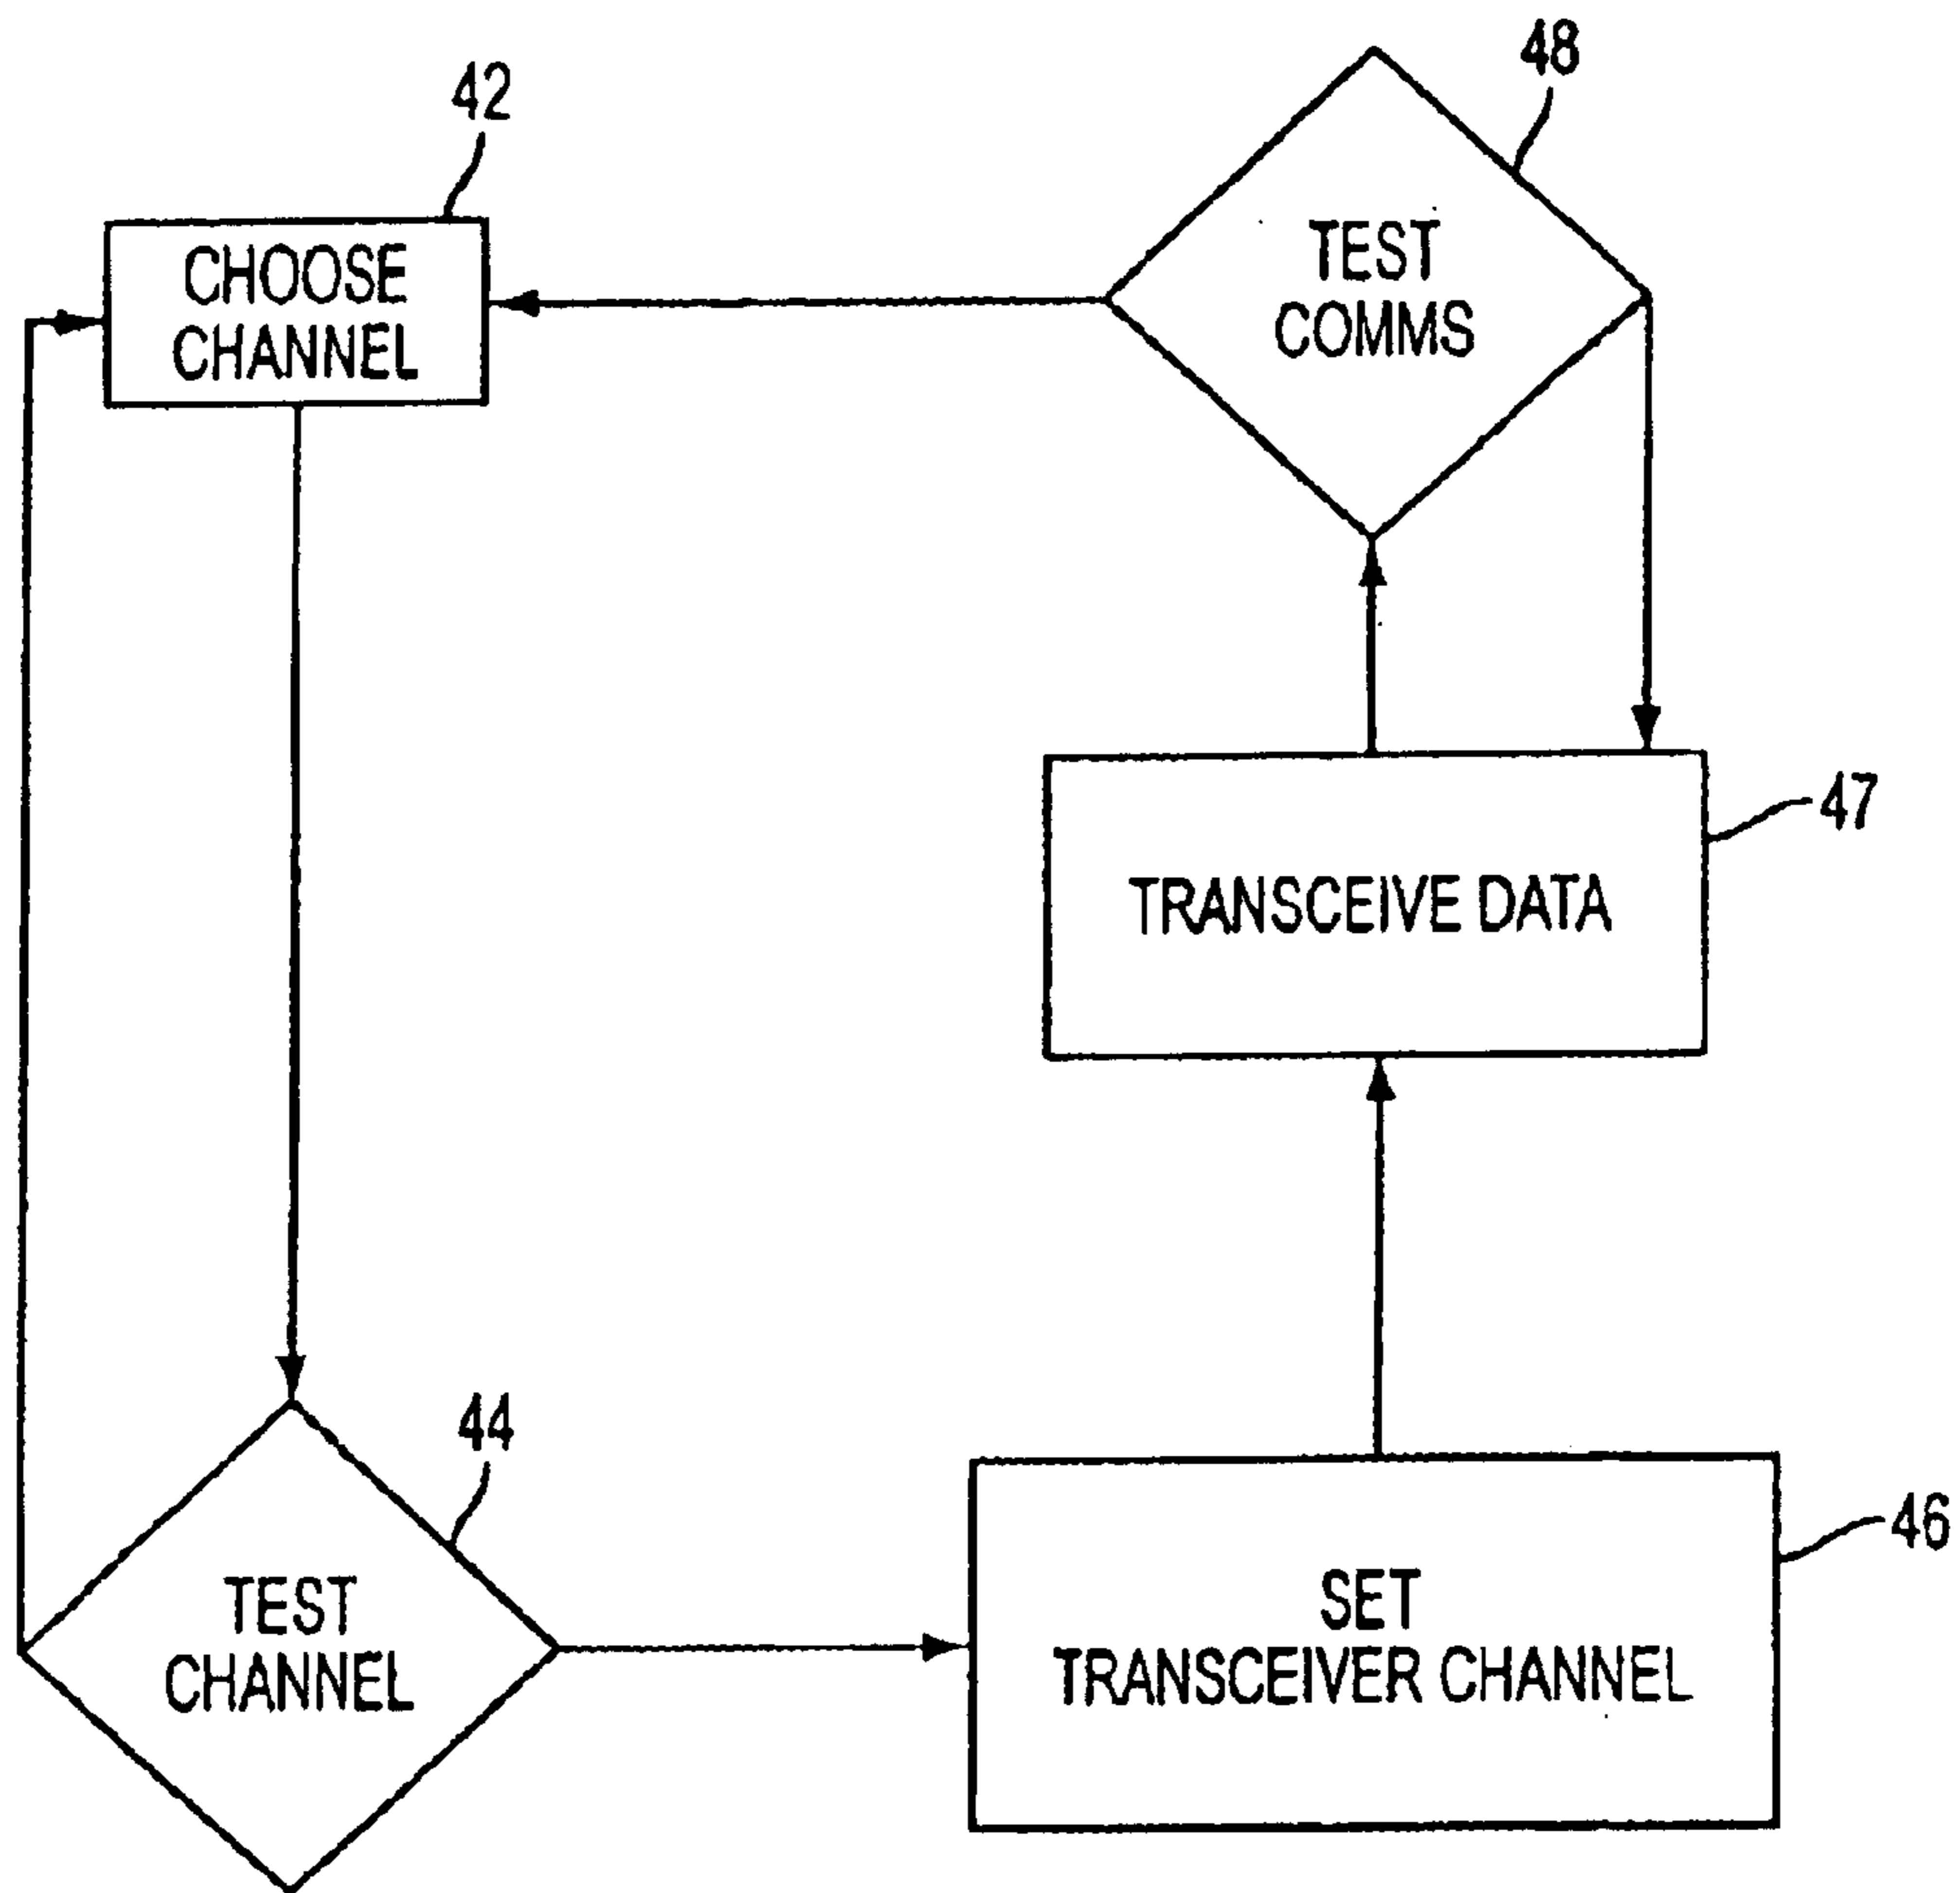 42
CHOOSE
CHANNEL
48
TEST
COMMS
47
TRANSCEIVE DATA
44
TEST
CHANNEL
46
SET
TRANSCEIVER CHANNEL